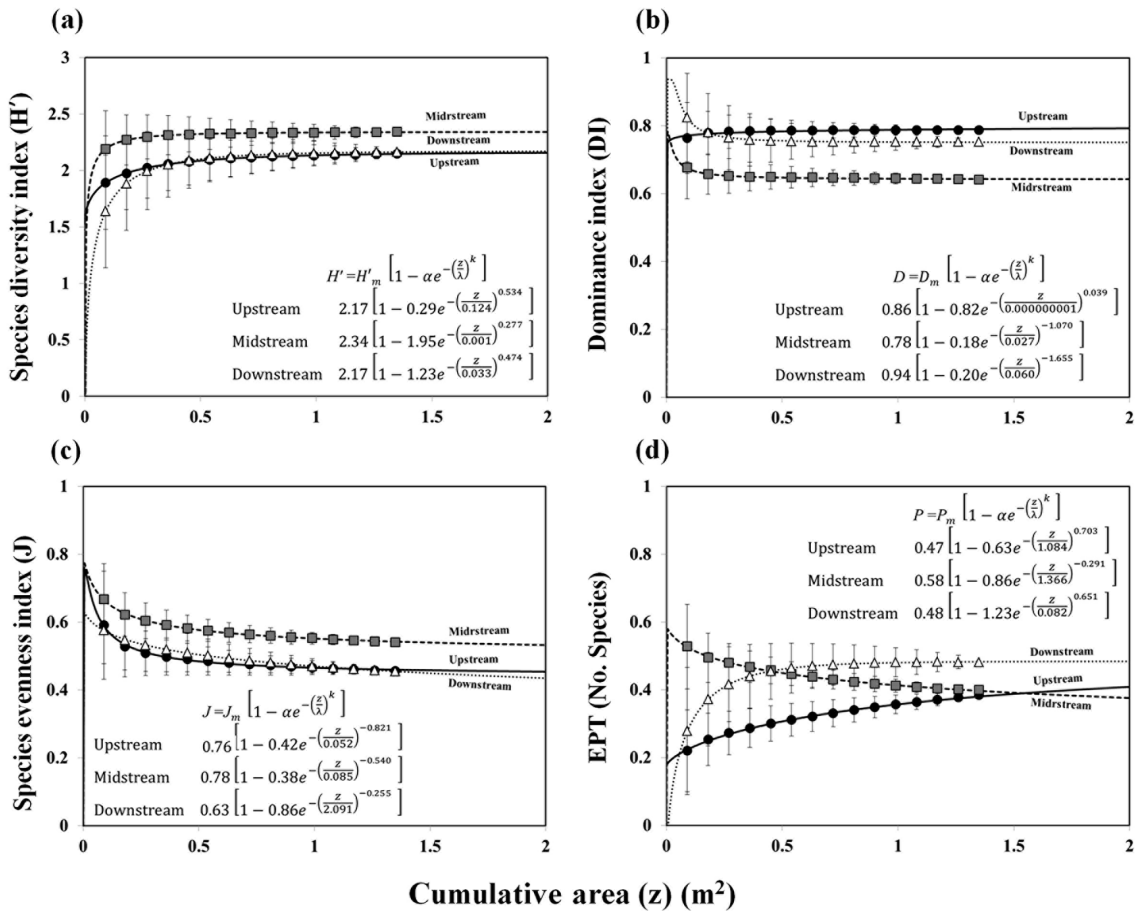 (a)
Species diversity index (H′)
3
2.5
2
1.5
1
0.5
0
Midrstream
Downstream
Upstream
H′=H′m [1 − αe^−(z/λ)^k]
Upstream 2.17 [1 − 0.29e^−(z/0.124)^0.534]
Midstream 2.34 [1 − 1.95e^−(z/0.001)^0.277]
Downstream 2.17 [1 − 1.23e^−(z/0.033)^0.474]
0 0.5 1 1.5 2
(b)
Dominance index (DI)
1
0.8
0.6
0.4
0.2
0
Upstream
Downstream
Midrstream
D =Dm [1 − αe^−(z/λ)^k]
Upstream 0.86 [1 − 0.82e^−(z/0.000000001)^0.039]
Midstream 0.78 [1 − 0.18e^−(z/0.027)^−1.070]
Downstream 0.94 [1 − 0.20e^−(z/0.060)^−1.655]
0 0.5 1 1.5 2
(c)
Species evenness index (J)
1
0.8
0.6
0.4
0.2
0
Midrstream
Upstream
Downstream
J=Jm [1 − αe^−(z/λ)^k]
Upstream 0.76 [1 − 0.42e^−(z/0.052)^−0.821]
Midstream 0.78 [1 − 0.38e^−(z/0.085)^−0.540]
Downstream 0.63 [1 − 0.86e^−(z/2.091)^−0.255]
0 0.5 1 1.5 2
(d)
EPT (No. Species)
1
0.8
0.6
0.4
0.2
0
P =Pm [1 − αe^−(z/λ)^k]
Upstream 0.47 [1 − 0.63e^−(z/1.084)^0.703]
Midstream 0.58 [1 − 0.86e^−(z/1.366)^−0.291]
Downstream 0.48 [1 − 1.23e^−(z/0.082)^0.651]
Downstream
Upstream
Midrstream
0 0.5 1 1.5 2
Cumulative area (z) (m²)